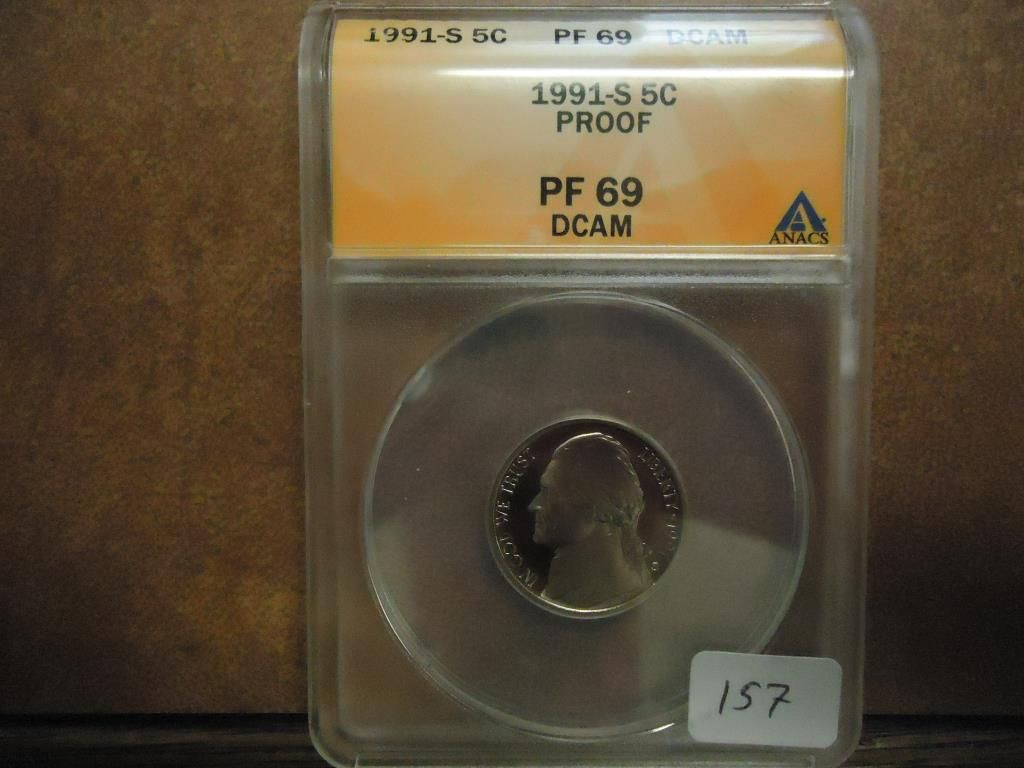 1991-S 5C PF 69 DCAM
1991-S 5C
PROOF
PF 69
DCAM
ANACS
IN GOD WE TRUST
LIBERTY
157